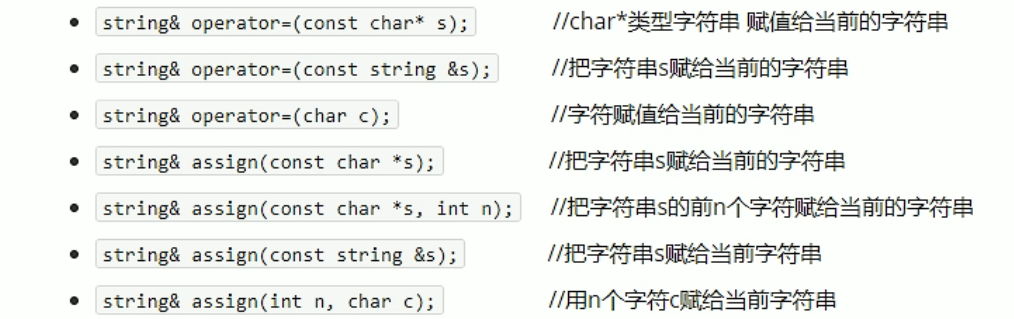 • string& operator=(const char* s); //char*类型字符串 赋值给当前的字符串
• string& operator=(const string &s); //把字符串s赋给当前的字符串
• string& operator=(char c); //字符赋值给当前的字符串
• string& assign(const char *s); //把字符串s赋给当前的字符串
• string& assign(const char *s, int n); //把字符串s的前n个字符赋给当前的字符串
• string& assign(const string &s); //把字符串s赋给当前字符串
• string& assign(int n, char c); //用n个字符c赋给当前字符串